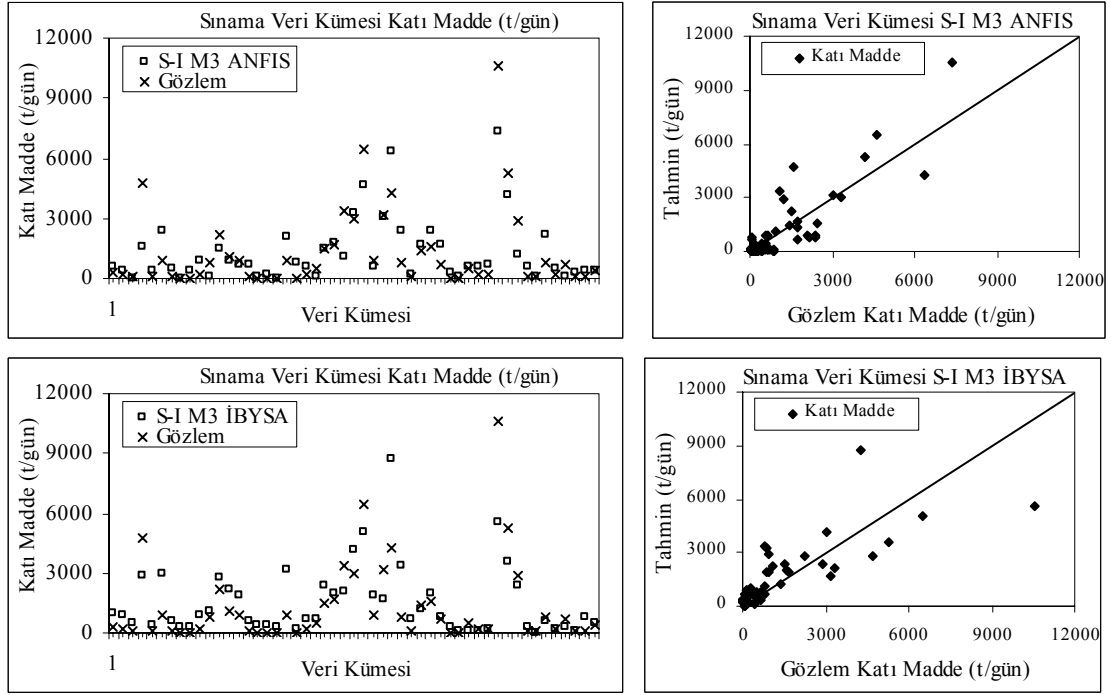 Sınama Veri Kümesi Katı Madde (t/gün)
12000
9000
6000
3000
0
Katı Madde (t/gün)
S-I M3 ANFIS
Gözlem
1
Veri Kümesi
Sınama Veri Kümesi S-I M3 ANFIS
12000
9000
6000
3000
0
Tahmin (t/gün)
Katı Madde
0 3000 6000 9000 12000
Gözlem Katı Madde (t/gün)
Sınama Veri Kümesi Katı Madde (t/gün)
12000
9000
6000
3000
0
Katı Madde (t/gün)
S-I M3 İBYSA
Gözlem
1
Veri Kümesi
Sınama Veri Kümesi S-I M3 İBYSA
12000
9000
6000
3000
0
Tahmin (t/gün)
Katı Madde
0 3000 6000 9000 12000
Gözlem Katı Madde (t/gün)